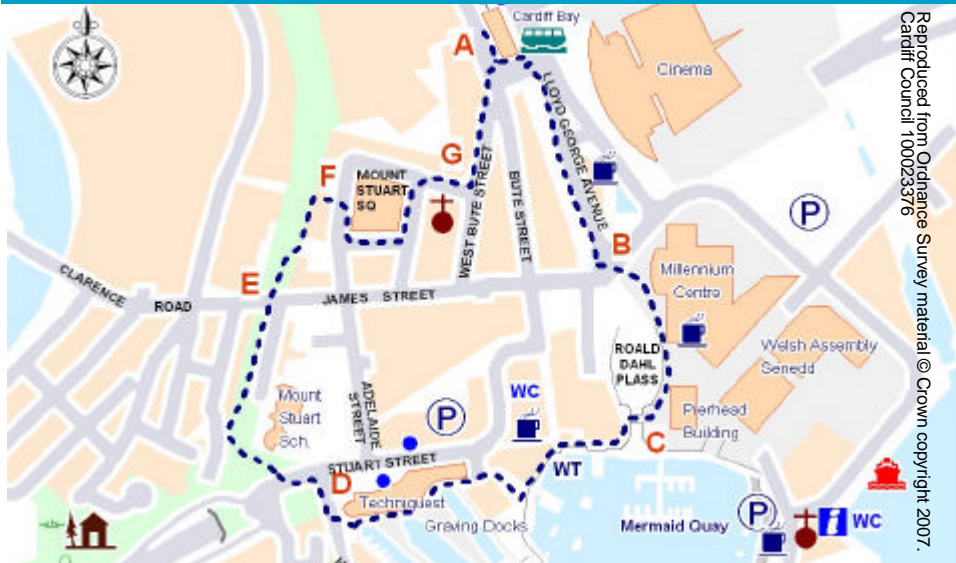 Cardiff Bay
A
Cinema
LLOYD GEORGE AVENUE
G
F
MOUNT
STUART
SQ
WEST BUTE STREET
BUTE STREET
P
B
E
CLARENCE
ROAD
JAMES STREET
Millennium
Centre
ROALD
DAHL
PLASS
Welsh Assembly
Senedd
Mount
Stuart
Sch.
ADELAIDE
STREET
P
WC
Pierhead
Building
C
STUART STREET
WT
D
Techniquest
Graving Docks
Mermaid Quay
P
i
WC
Reproduced from Ordnance Survey material © Crown copyright 2007.
Cardiff Council 100023376